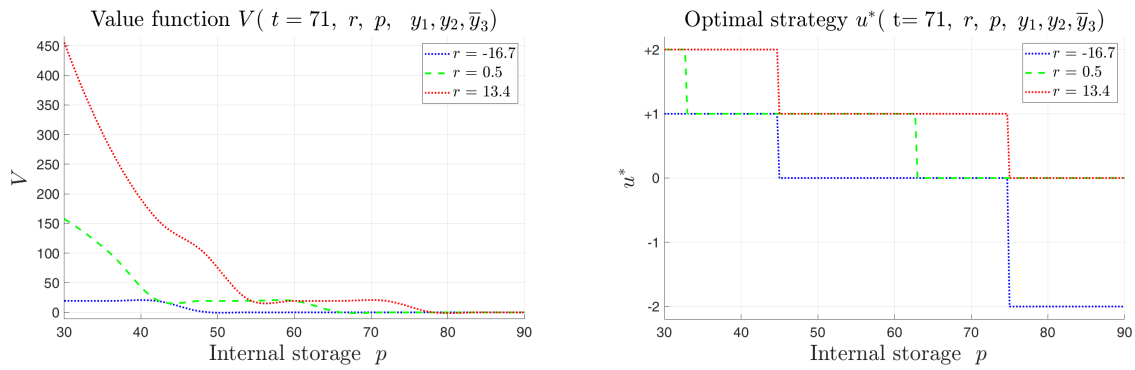 Value function V( t = 71, r, p, y₁, y₂, y̅₃)
450
400
350
300
250
200
150
100
50
0
V
r = -16.7
r = 0.5
r = 13.4
30 40 50 60 70 80 90
Internal storage p
Optimal strategy u*( t= 71, r, p, y₁, y₂, y̅₃)
+2
+1
0
-1
-2
u*
r = -16.7
r = 0.5
r = 13.4
30 40 50 60 70 80 90
Internal storage p